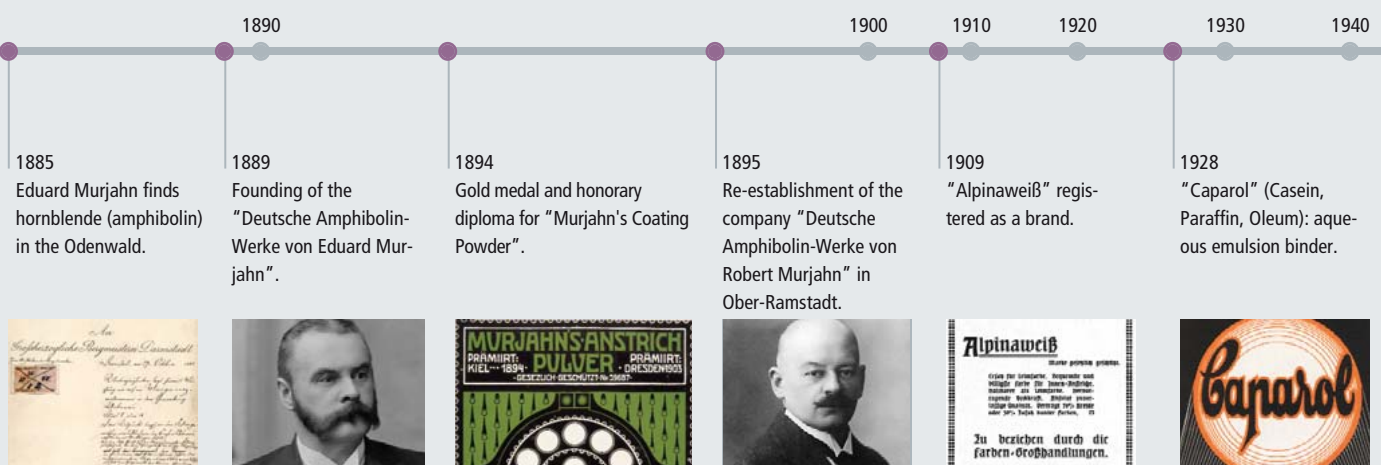 1890
1900
1910
1920
1930
1940
1885
Eduard Murjahn finds
hornblende (amphibolin)
in the Odenwald.
1889
Founding of the
“Deutsche Amphibolin-
Werke von Eduard Mur-
jahn”.
1894
Gold medal and honorary
diploma for “Murjahn's Coating
Powder”.
1895
Re-establishment of the
company “Deutsche
Amphibolin-Werke von
Robert Murjahn” in
Ober-Ramstadt.
1909
“Alpinaweiß” regis-
tered as a brand.
1928
“Caparol” (Casein,
Paraffin, Oleum): aque-
ous emulsion binder.
MURJAHN'S·ANSTRICH
PRÄMIIRT: PULVER PRÄMIIRT:
KIEL 1894 DRESDEN 1903
GESEZLICH GESCHÜTZT No
Alpinaweiß
Zu beziehen durch die
Farben-Großhandlungen.
Caparol